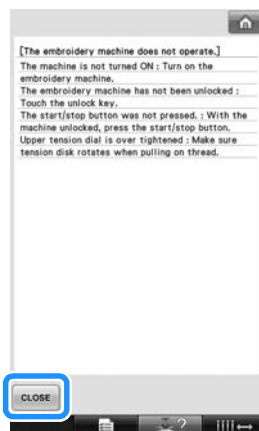 [The embroidery machine does not operate.]
The machine is not turned ON : Turn on the
embroidery machine.
The embroidery machine has not been unlocked :
Touch the unlock key.
The start/stop button was not pressed. : With the
machine unlocked, press the start/stop button.
Upper tension dial is over tightened : Make sure
tension disk rotates when pulling on thread.
CLOSE
?